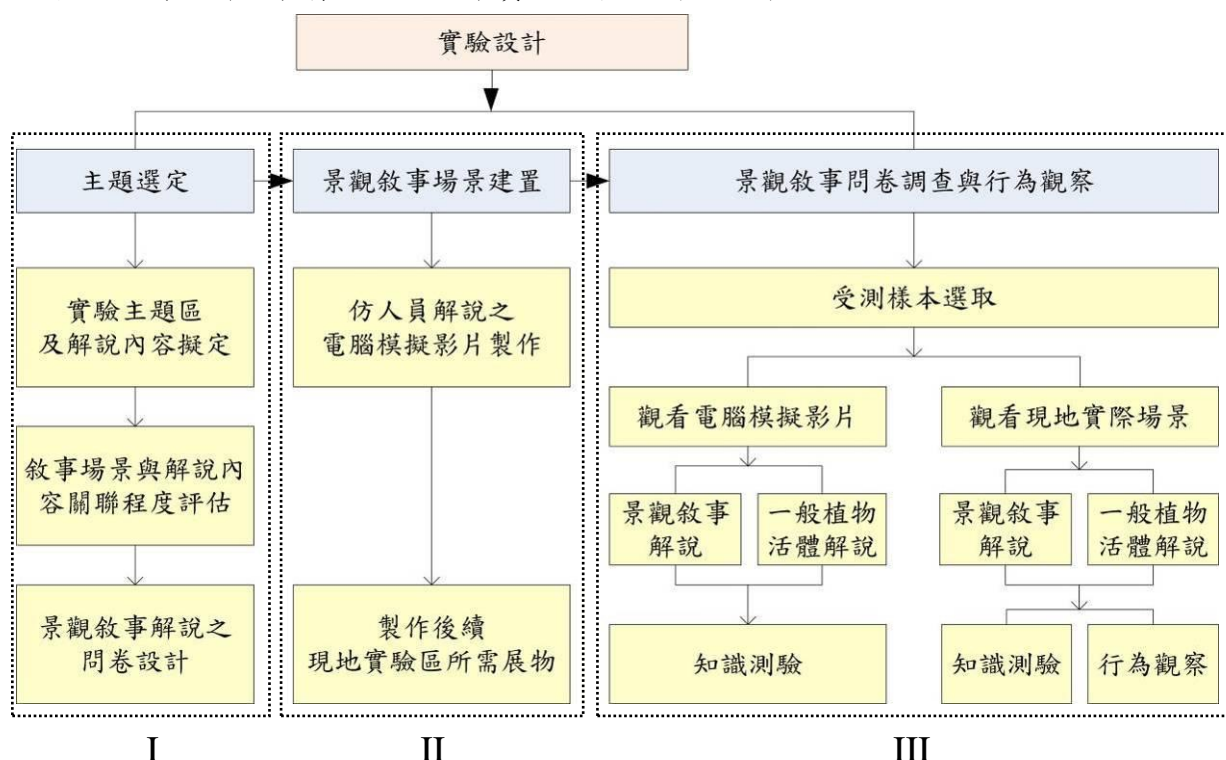 實驗設計
主題選定
景觀敘事場景建置
景觀敘事問卷調查與行為觀察
實驗主題區
及解說內容擬定
敘事場景與解說內
容關聯程度評估
景觀敘事解說之
問卷設計
仿人員解說之
電腦模擬影片製作
製作後續
現地實驗區所需展物
受測樣本選取
觀看電腦模擬影片
觀看現地實際場景
景觀敘事
解說
一般植物
活體解說
景觀敘事
解說
一般植物
活體解說
知識測驗
知識測驗
行為觀察
I
II
III